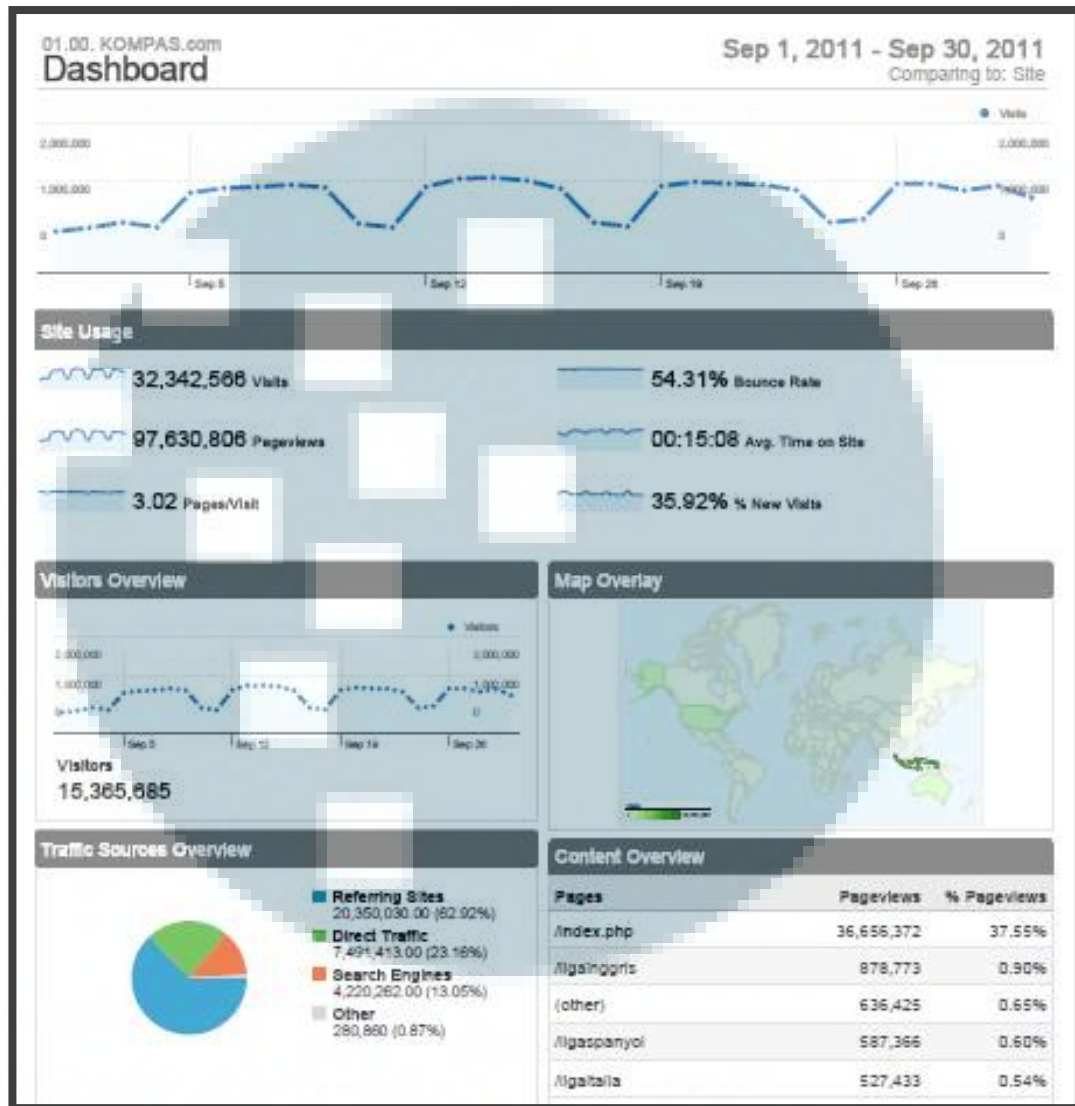 01.00. KOMPAS.com
Dashboard
Sep 1, 2011 - Sep 30, 2011
Comparing to: Site
Visits
2,000,000
2,000,000
1,000,000
1,000,000
0
0
Sep 5
Sep 12
Sep 19
Sep 26
Site Usage
32,342,566 Visits
54.31% Bounce Rate
97,630,806 Pageviews
00:15:08 Avg. Time on Site
3.02 Pages/Visit
35.92% % New Visits
Visitors Overview
Map Overlay
Visitors
2,000,000
2,000,000
1,000,000
1,000,000
0
0
Sep 5
Sep 12
Sep 19
Sep 26
Visitors
15,365,685
Traffic Sources Overview
Referring Sites
20,350,030.00 (62.92%)
Direct Traffic
7,491,413.00 (23.16%)
Search Engines
4,220,262.00 (13.05%)
Other
280,860 (0.87%)
Content Overview
Pages Pageviews % Pageviews
/index.php 36,656,372 37.55%
/ligainggris 878,773 0.90%
(other) 636,425 0.65%
/ligaspanyol 587,366 0.60%
/ligaitalia 527,433 0.54%